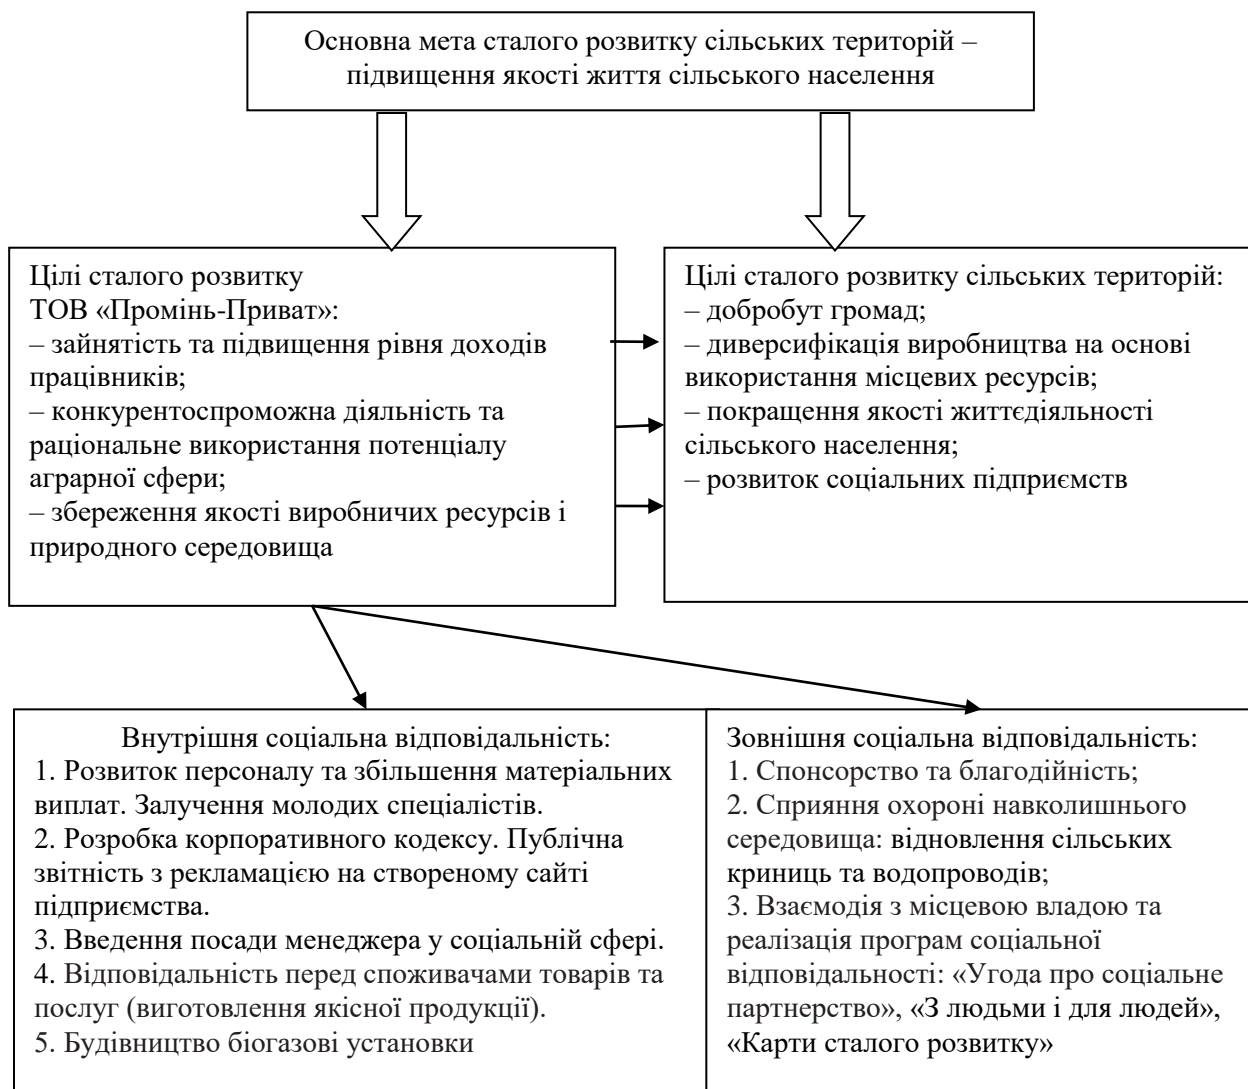 Основна мета сталого розвитку сільських територій –
підвищення якості життя сільського населення
Цілі сталого розвитку
ТОВ «Промінь-Приват»:
– зайнятість та підвищення рівня доходів
працівників;
– конкурентоспроможна діяльність та
раціональне використання потенціалу
аграрної сфери;
– збереження якості виробничих ресурсів і
природного середовища
Цілі сталого розвитку сільських територій:
– добробут громад;
– диверсифікація виробництва на основі
використання місцевих ресурсів;
– покращення якості життєдіяльності
сільського населення;
– розвиток соціальних підприємств
Внутрішня соціальна відповідальність:
1. Розвиток персоналу та збільшення матеріальних
виплат. Залучення молодих спеціалістів.
2. Розробка корпоративного кодексу. Публічна
звітність з рекламацією на створеному сайті
підприємства.
3. Введення посади менеджера у соціальній сфері.
4. Відповідальність перед споживачами товарів та
послуг (виготовлення якісної продукції).
5. Будівництво біогазові установки
Зовнішня соціальна відповідальність:
1. Спонсорство та благодійність;
2. Сприяння охороні навколишнього
середовища: відновлення сільських
криниць та водопроводів;
3. Взаємодія з місцевою владою та
реалізація програм соціальної
відповідальності: «Угода про соціальне
партнерство», «З людьми і для людей»,
«Карти сталого розвитку»